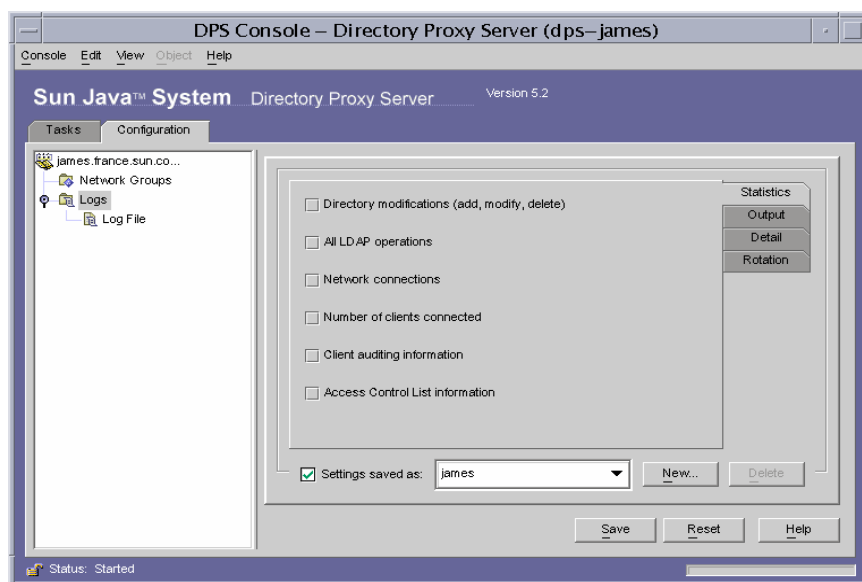 DPS Console – Directory Proxy Server (dps–james)
Console Edit View Object Help
Sun Java™ System Directory Proxy Server Version 5.2
Tasks Configuration
james.france.sun.co...
Network Groups
Logs
Log File
Statistics
Output
Detail
Rotation
Directory modifications (add, modify, delete)
All LDAP operations
Network connections
Number of clients connected
Client auditing information
Access Control List information
Settings saved as: james New... Delete
Save Reset Help
Status: Started